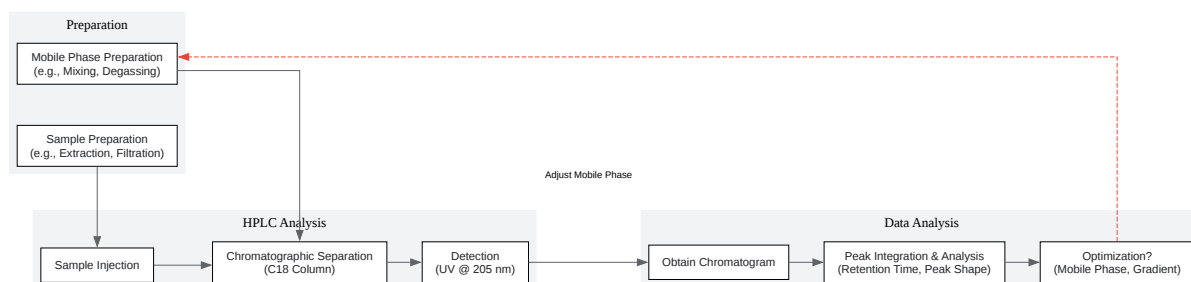 Preparation
Mobile Phase Preparation
(e.g., Mixing, Degassing)
Sample Preparation
(e.g., Extraction, Filtration)
Adjust Mobile Phase
HPLC Analysis
Sample Injection
Chromatographic Separation
(C18 Column)
Detection
(UV @ 205 nm)
Data Analysis
Obtain Chromatogram
Peak Integration & Analysis
(Retention Time, Peak Shape)
Optimization?
(Mobile Phase, Gradient)